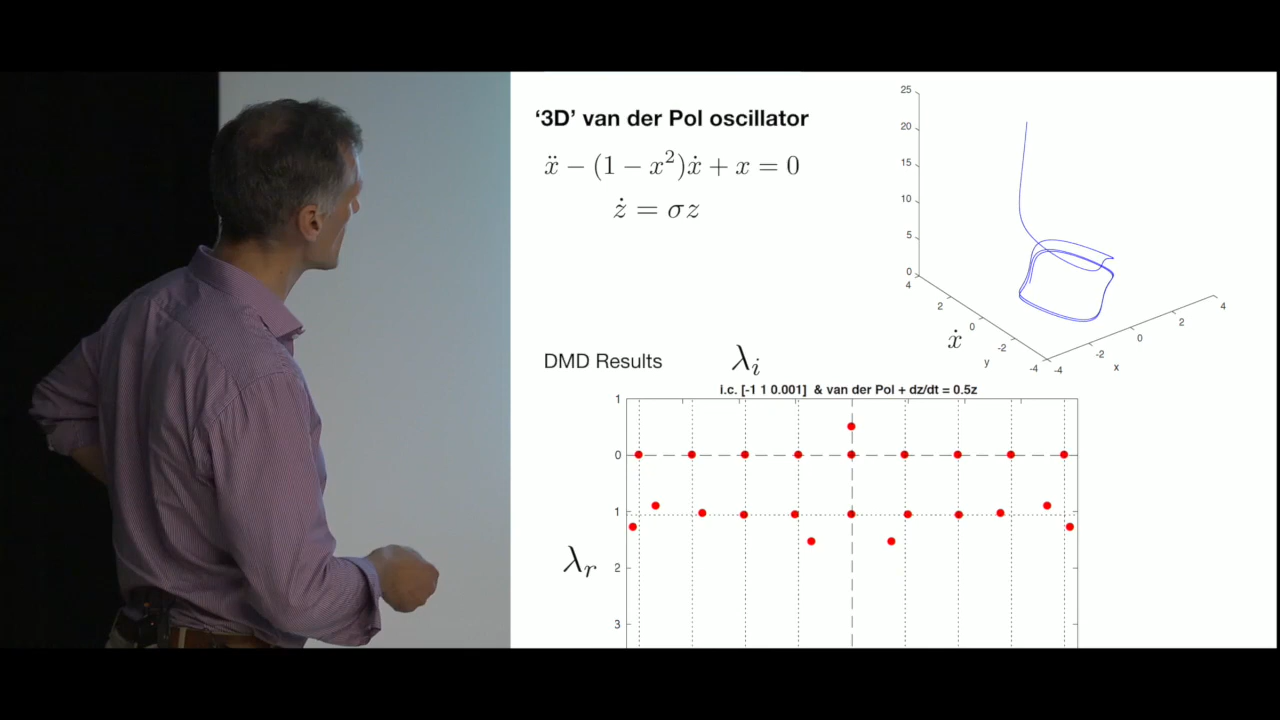 ‘3D’ van der Pol oscillator
ẍ − (1 − x²)ẋ + x = 0
ż = σz
25
20
15
10
5
0
4
2
0
-2
-4
ẋ
y
-4
-2
0
2
4
x
DMD Results
λᵢ
i.c. [-1 1 0.001]  & van der Pol + dz/dt = 0.5z
1
0
1
2
3
λᵣ